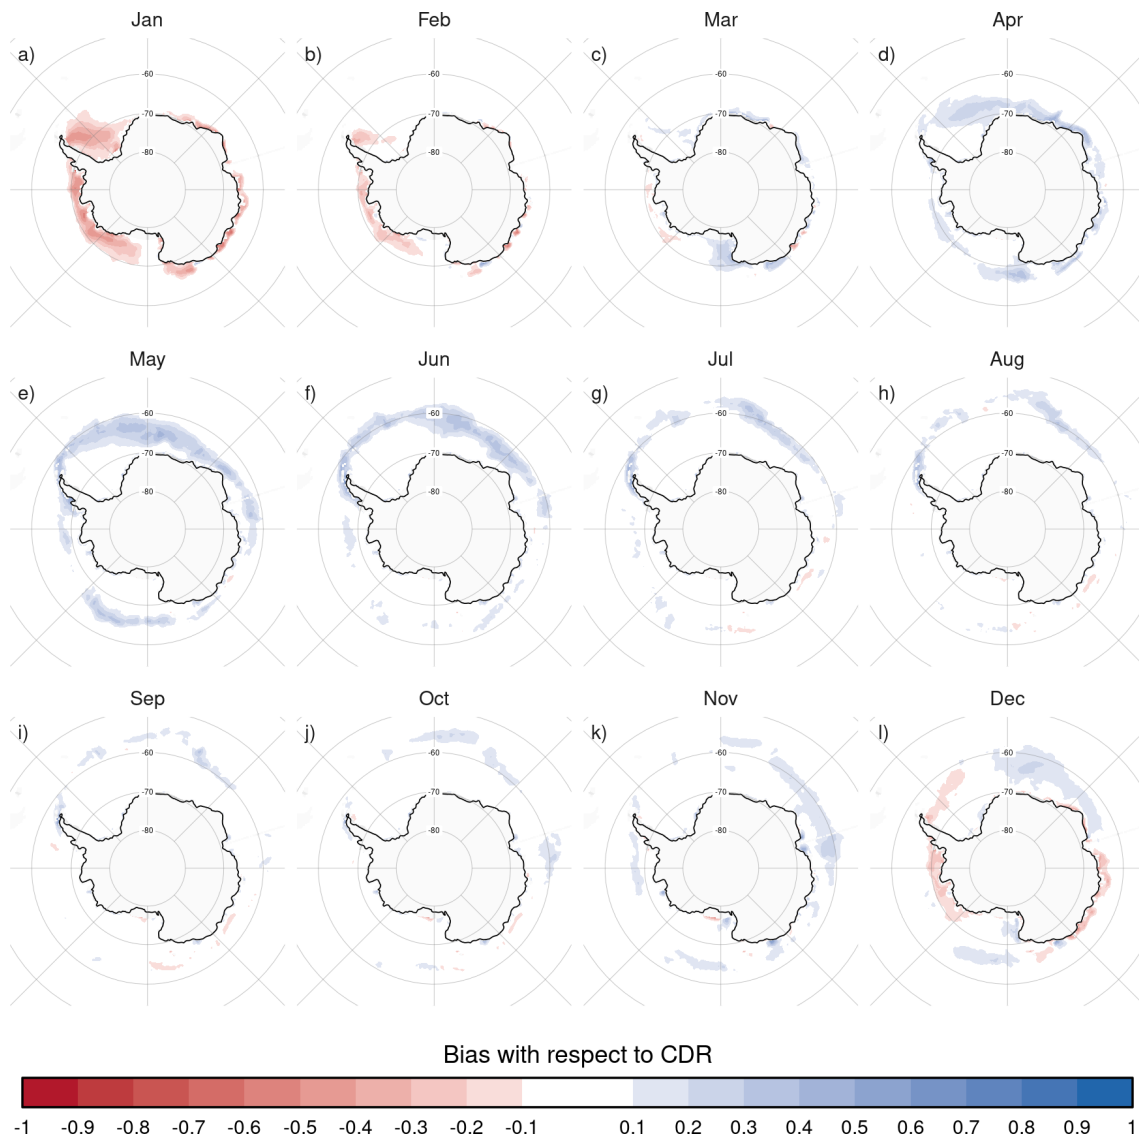 Jan Feb Mar Apr
a) b) c) d)
-60 -60 -60 -60
-70 -70 -70 -70
-80 -80 -80 -80
May Jun Jul Aug
e) f) g) h)
-60 -60 -60 -60
-70 -70 -70 -70
-80 -80 -80 -80
Sep Oct Nov Dec
i) j) k) l)
-60 -60 -60 -60
-70 -70 -70 -70
-80 -80 -80 -80
Bias with respect to CDR
-1 -0.9 -0.8 -0.7 -0.6 -0.5 -0.4 -0.3 -0.2 -0.1 0.1 0.2 0.3 0.4 0.5 0.6 0.7 0.8 0.9 1